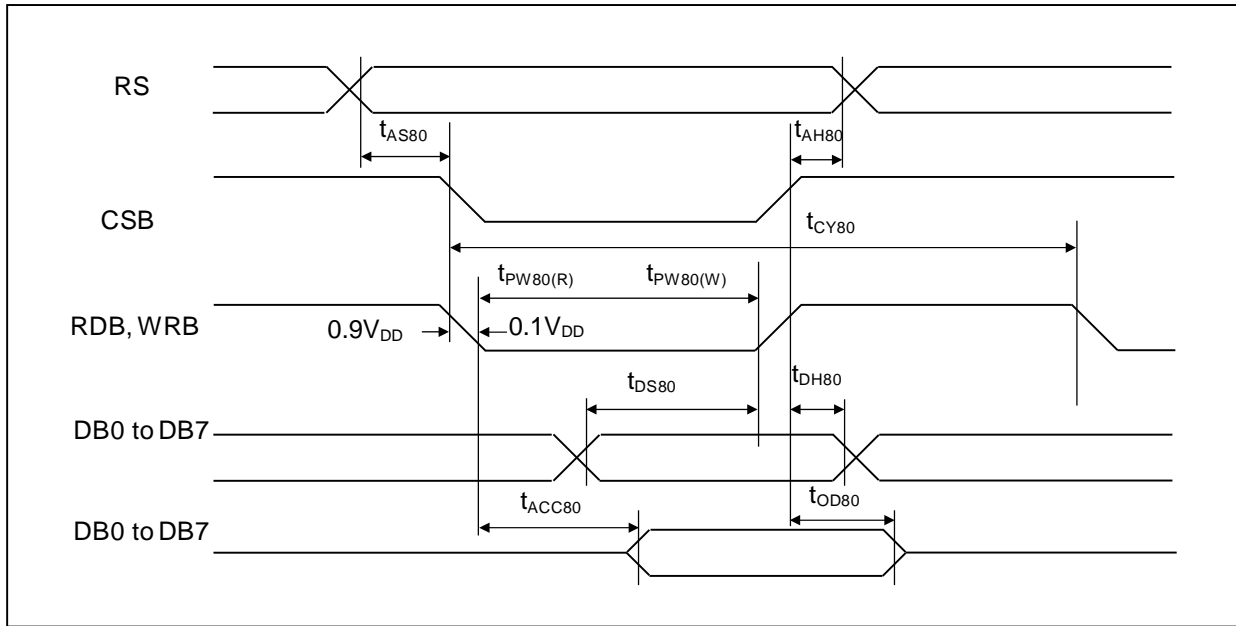 RS
tAS80
tAH80
CSB
tCY80
tPW80(R) tPW80(W)
RDB, WRB
0.9VDD 0.1VDD
tDS80
tDH80
DB0 to DB7
tACC80
tOD80
DB0 to DB7